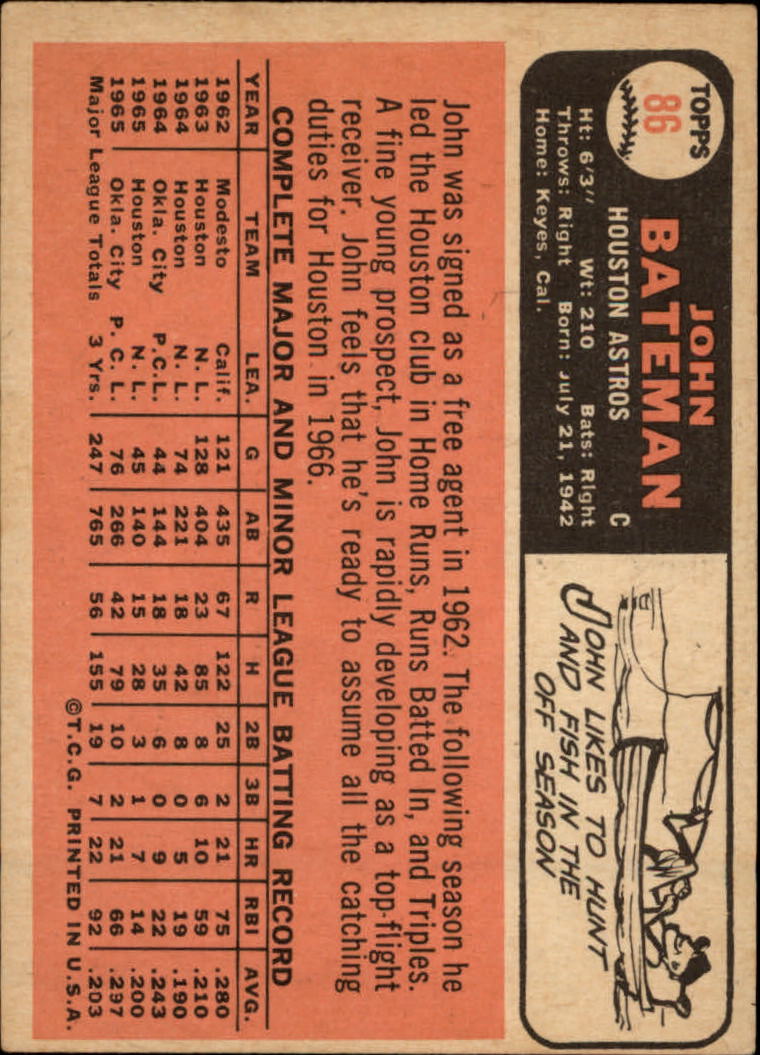 TOPPS
86
JOHN
BATEMAN
HOUSTON ASTROS C
Ht: 6'3" Wt: 210 Bats: Right
Throws: Right Born: July 21, 1942
Home: Keyes, Cal.
JOHN LIKES TO HUNT
AND FISH IN THE
OFF SEASON
John was signed as a free agent in 1962. The following season he
led the Houston club in Home Runs, Runs Batted In, and Triples.
A fine young prospect, John is rapidly developing as a top-flight
receiver. John feels that he's ready to assume all the catching
duties for Houston in 1966.
COMPLETE MAJOR AND MINOR LEAGUE BATTING RECORD
YEAR TEAM LEA. G AB R H 2B 3B HR RBI AVG.
1962 Modesto Calif. 121 435 67 122 25 2 21 75 .280
1963 Houston N. L. 128 404 23 85 8 6 10 59 .210
1964 Houston N. L. 74 221 18 42 8 0 5 19 .190
1964 Okla. City P.C.L. 44 144 18 35 6 0 9 22 .243
1965 Houston N. L. 45 140 15 28 3 1 7 14 .200
1965 Okla. City P. C. L. 76 266 42 79 10 2 21 66 .297
Major League Totals 3 Yrs. 247 765 56 155 19 7 22 92 .203
©T.C.G. PRINTED IN U.S.A.